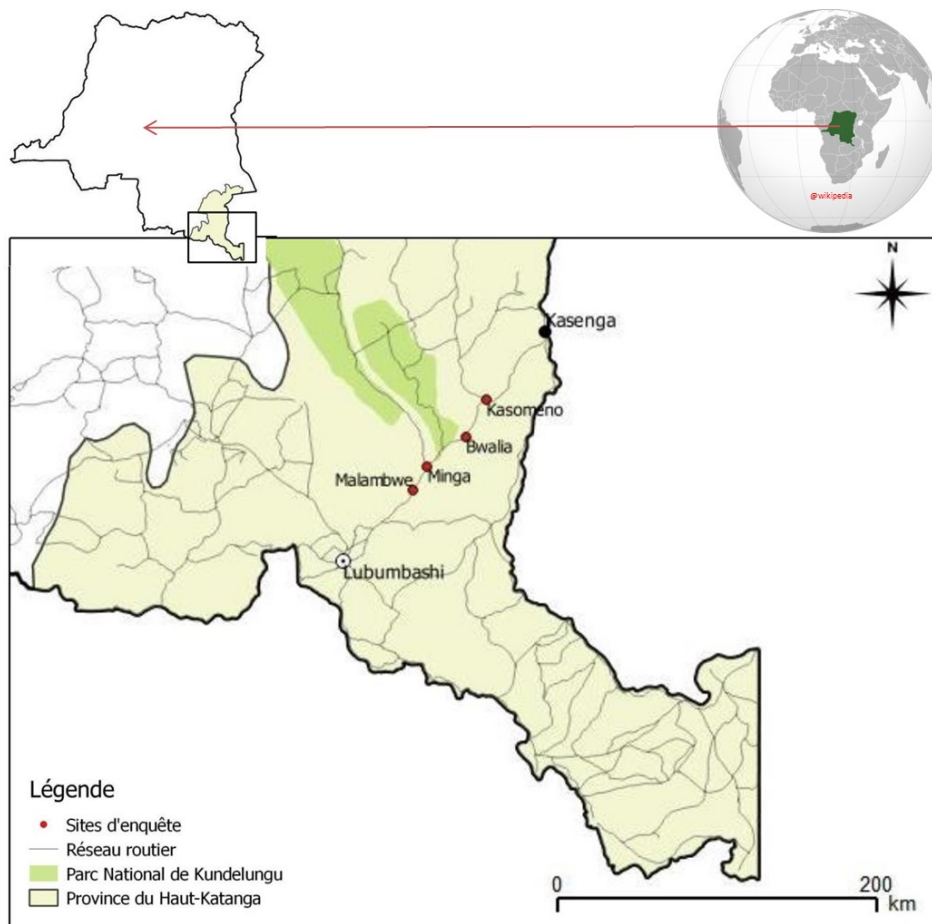 @wikipedia
N
Kasenga
Kasomeno
Bwalia
Minga
Malambwe
Lubumbashi
Légende
Sites d'enquête
Réseau routier
Parc National de Kundelungu
Province du Haut-Katanga
0 200
km